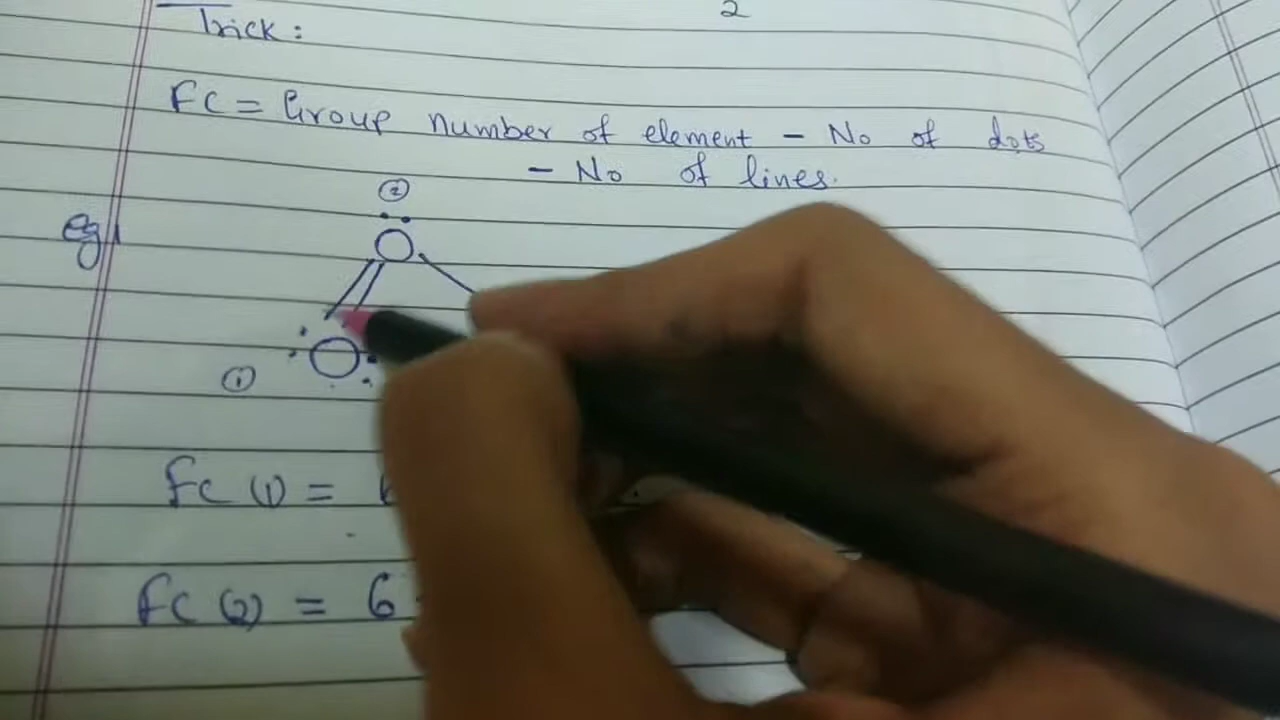 2
Trick :
FC = Group number of element - No of dots
- No of lines.
②
eg 1
O
O
①
FC (1) =
FC (2) = 6